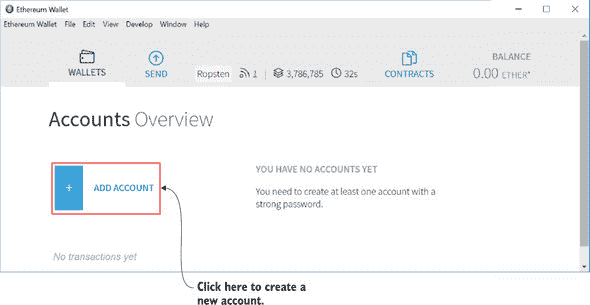 Ethereum Wallet
Ethereum Wallet File Edit View Develop Window Help
WALLETS
SEND
Ropsten 1 | 3,786,785 32s
CONTRACTS
BALANCE
0.00 ETHER*
Accounts Overview
+ ADD ACCOUNT
YOU HAVE NO ACCOUNTS YET
You need to create at least one account with a
strong password.
No transactions yet
Click here to create a
new account.